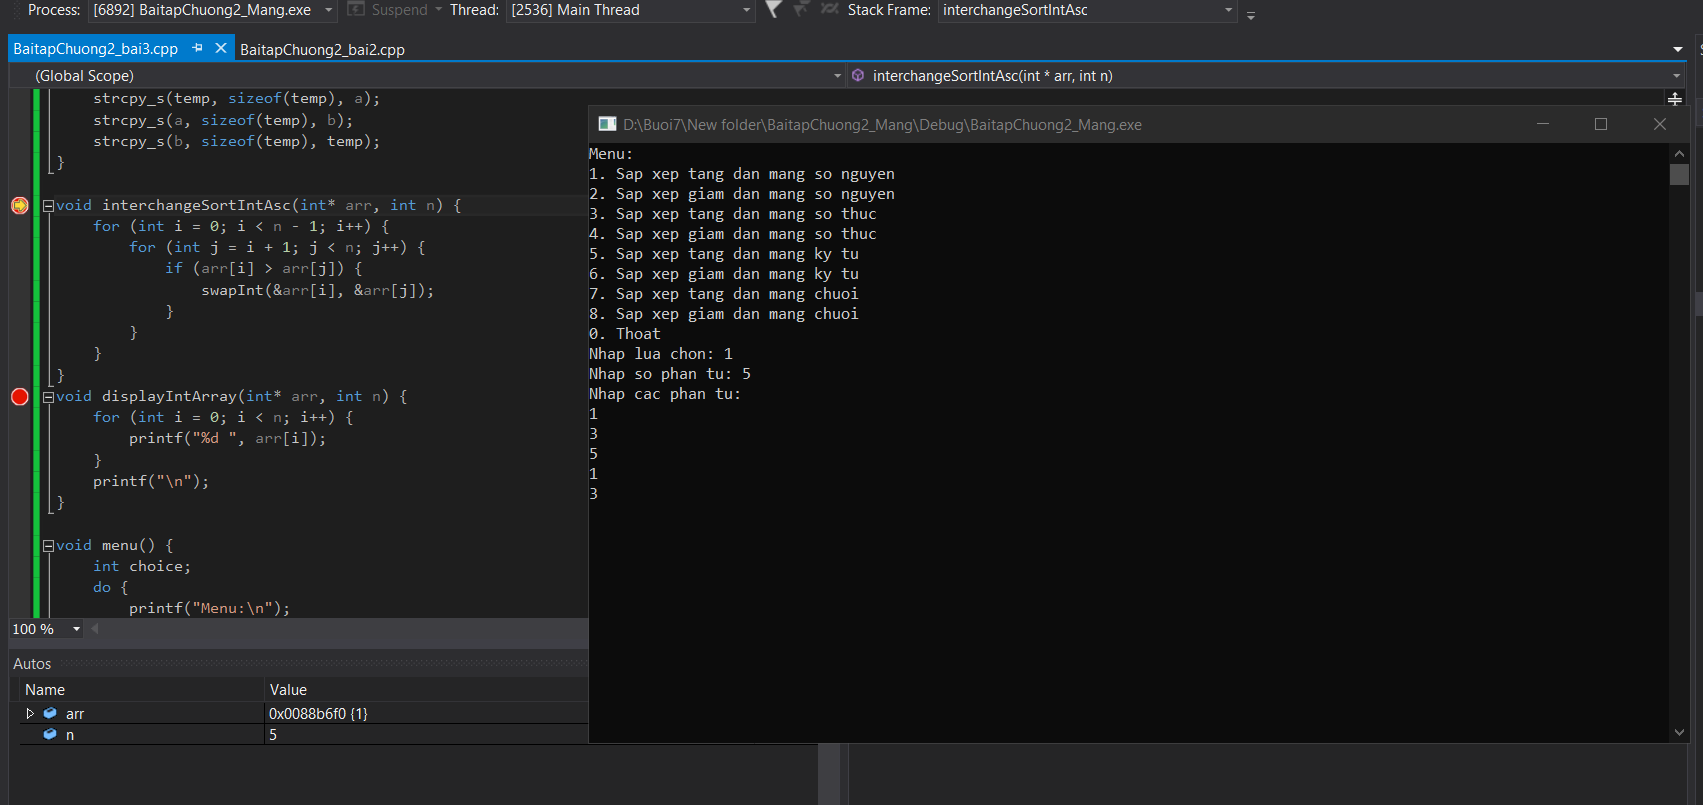 Process: [6892] BaitapChuong2_Mang.exe Suspend Thread: [2536] Main Thread Stack Frame: interchangeSortIntAsc
BaitapChuong2_bai3.cpp BaitapChuong2_bai2.cpp
(Global Scope) interchangeSortIntAsc(int * arr, int n)
strcpy_s(temp, sizeof(temp), a);
strcpy_s(a, sizeof(temp), b);
strcpy_s(b, sizeof(temp), temp);
}
void interchangeSortIntAsc(int* arr, int n) {
for (int i = 0; i < n - 1; i++) {
for (int j = i + 1; j < n; j++) {
if (arr[i] > arr[j]) {
swapInt(&arr[i], &arr[j]);
}
}
}
}
void displayIntArray(int* arr, int n) {
for (int i = 0; i < n; i++) {
printf("%d ", arr[i]);
}
printf("\n");
}
void menu() {
int choice;
do {
printf("Menu:\n");
100 %
Autos
Name Value
arr 0x0088b6f0 {1}
n 5
D:\Buoi7\New folder\BaitapChuong2_Mang\Debug\BaitapChuong2_Mang.exe
Menu:
1. Sap xep tang dan mang so nguyen
2. Sap xep giam dan mang so nguyen
3. Sap xep tang dan mang so thuc
4. Sap xep giam dan mang so thuc
5. Sap xep tang dan mang ky tu
6. Sap xep giam dan mang ky tu
7. Sap xep tang dan mang chuoi
8. Sap xep giam dan mang chuoi
0. Thoat
Nhap lua chon: 1
Nhap so phan tu: 5
Nhap cac phan tu:
1
3
5
1
3